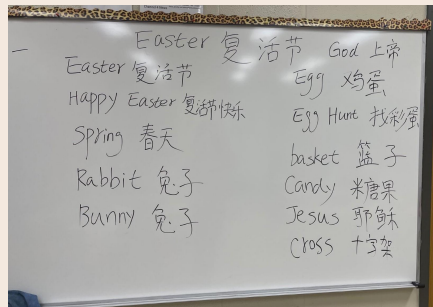 Easter 复活节
Easter 复活节
Happy Easter 复活节快乐
Spring 春天
Rabbit 兔子
Bunny 兔子
God 上帝
Egg 鸡蛋
Egg Hunt 找彩蛋
basket 篮子
Candy 糖果
Jesus 耶稣
Cross 十字架